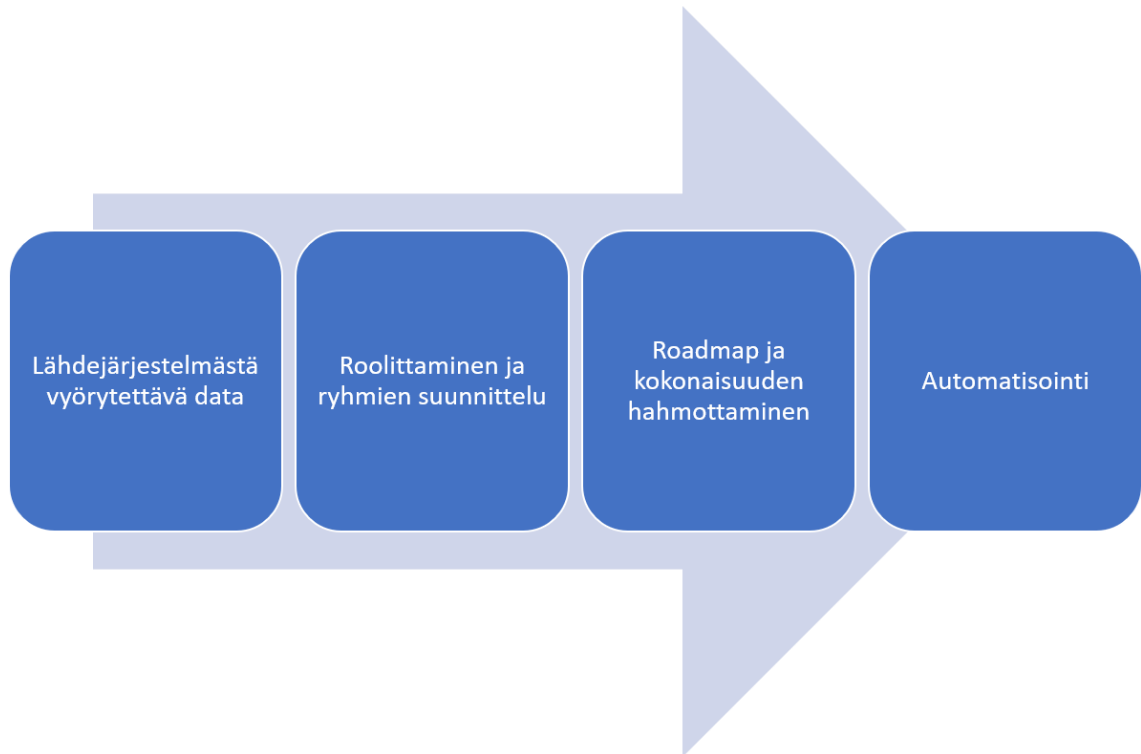 Lähdejärjestelmästä
vyörytettävä data
Roolittaminen ja
ryhmien suunnittelu
Roadmap ja
kokonaisuuden
hahmottaminen
Automatisointi